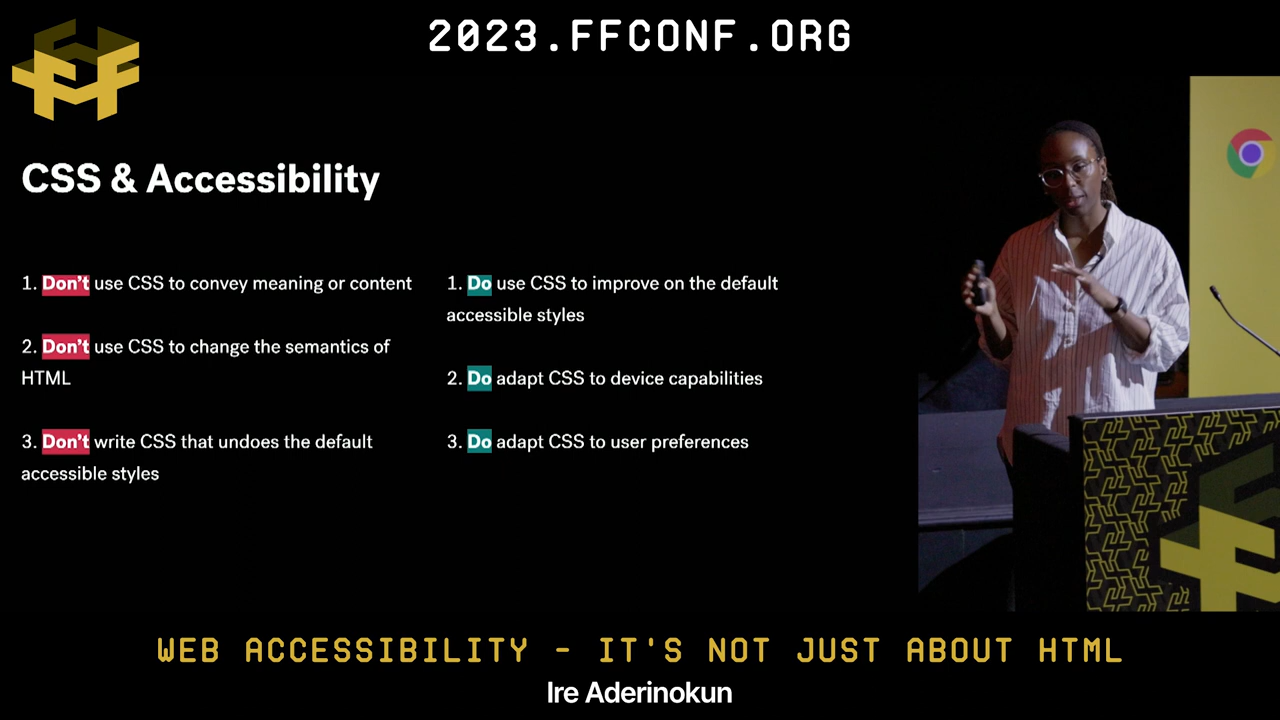 2023.FFCONF.ORG
CSS & Accessibility
1. Don't use CSS to convey meaning or content
2. Don't use CSS to change the semantics of
HTML
3. Don't write CSS that undoes the default
accessible styles
1. Do use CSS to improve on the default
accessible styles
2. Do adapt CSS to device capabilities
3. Do adapt CSS to user preferences
WEB ACCESSIBILITY - IT'S NOT JUST ABOUT HTML
Ire Aderinokun